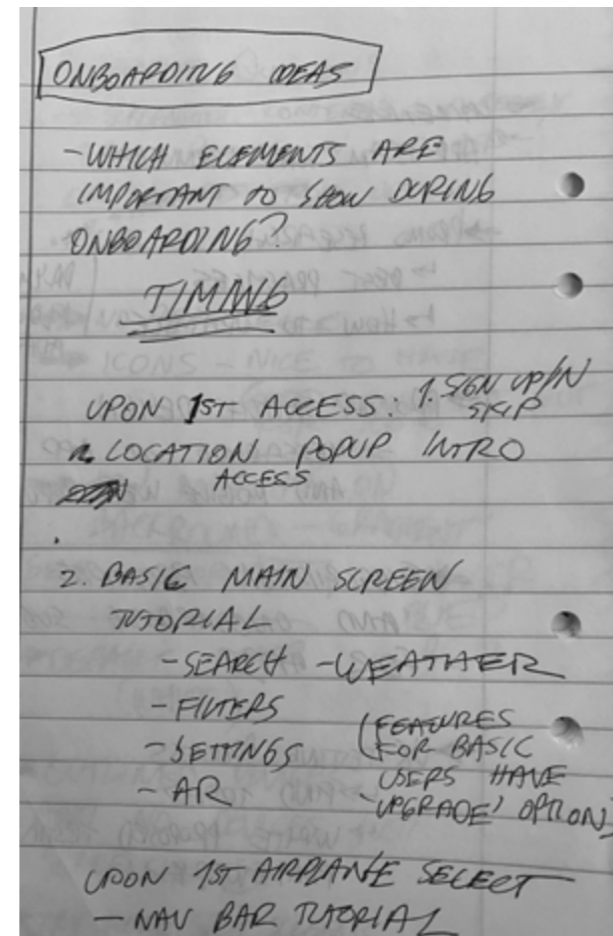 ONBOARDING IDEAS
- WHICH ELEMENTS ARE
IMPORTANT TO SHOW DURING
ONBOARDING?
TIMING
UPON 1ST ACCESS: 1. SIGN UP/IN
SKIP
2. LOCATION POPUP INTRO
ACCESS
2. BASIC MAIN SCREEN
TUTORIAL
- SEARCH - WEATHER
- FILTERS
- SETTINGS
- AR
(FEATURES
FOR BASIC
USERS HAVE
'UPGRADE' OPTION)
UPON 1ST AIRPLANE SELECT
- NAV BAR TUTORIAL